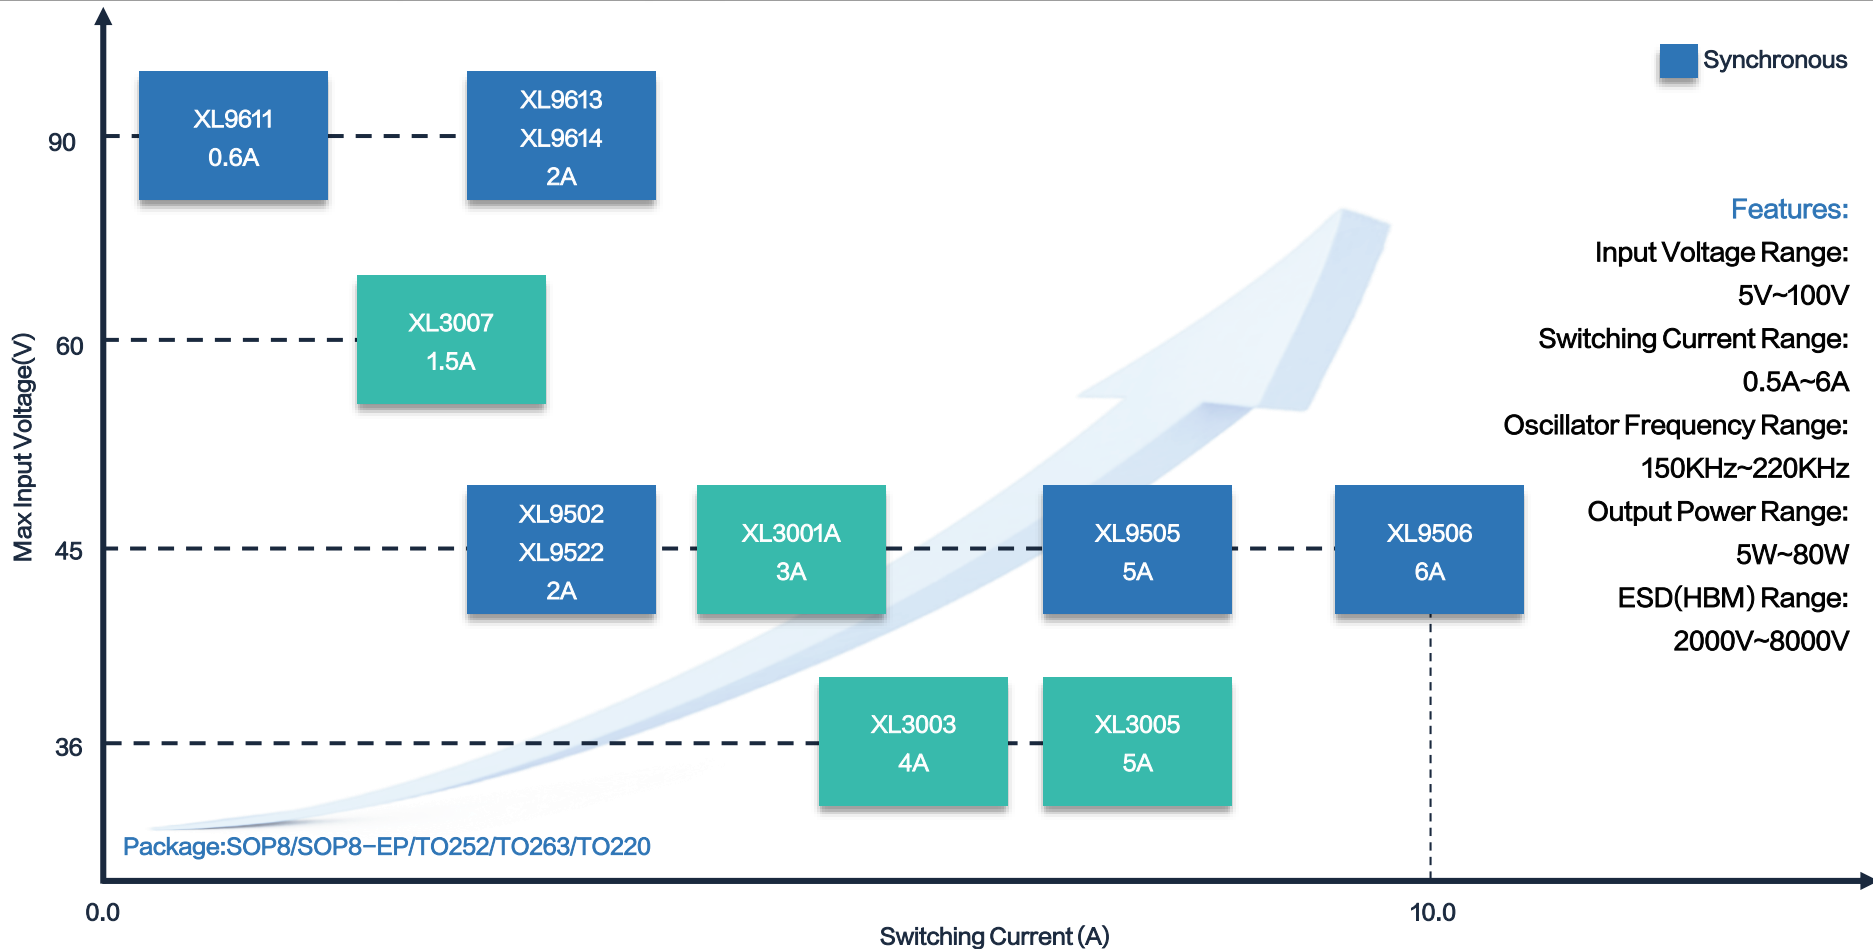 Synchronous
XL9611
0.6A
XL9613
XL9614
2A
90
Features:
Input Voltage Range:
5V~100V
Switching Current Range:
0.5A~6A
Oscillator Frequency Range:
150KHz~220KHz
Output Power Range:
5W~80W
ESD(HBM) Range:
2000V~8000V
XL3007
1.5A
60
Max Input Voltage(V)
XL9502
XL9522
2A
XL3001A
3A
XL9505
5A
XL9506
6A
45
XL3003
4A
XL3005
5A
36
Package:SOP8/SOP8-EP/TO252/TO263/TO220
0.0
10.0
Switching Current (A)